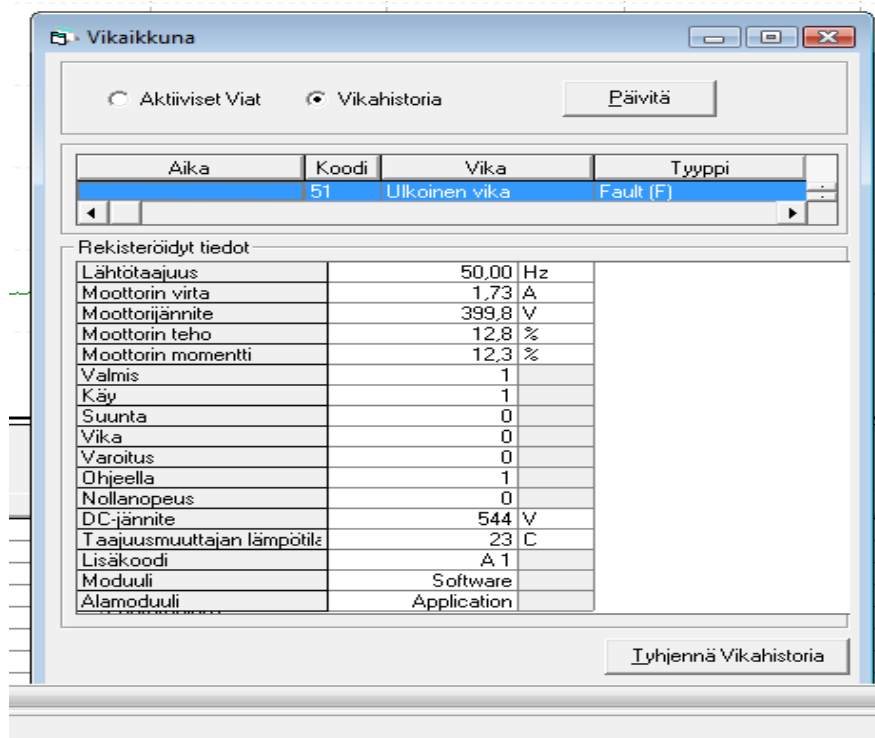 Vikaikkuna
Aktiiviset Viat Vikahistoria Päivitä
Aika Koodi Vika Tyyppi
51 Ulkoinen vika Fault (F)
Rekisteröidyt tiedot
Lähtötaajuus 50,00 Hz
Moottorin virta 1,73 A
Moottorijännite 399,8 V
Moottorin teho 12,8 %
Moottorin momentti 12,3 %
Valmis 1
Käy 1
Suunta 0
Vika 0
Varoitus 0
Ohjeella 1
Nollanopeus 0
DC-jännite 544 V
Taajuusmuuttajan lämpötila 23 C
Lisäkoodi A 1
Moduuli Software
Alamoduuli Application
Tyhjennä Vikahistoria